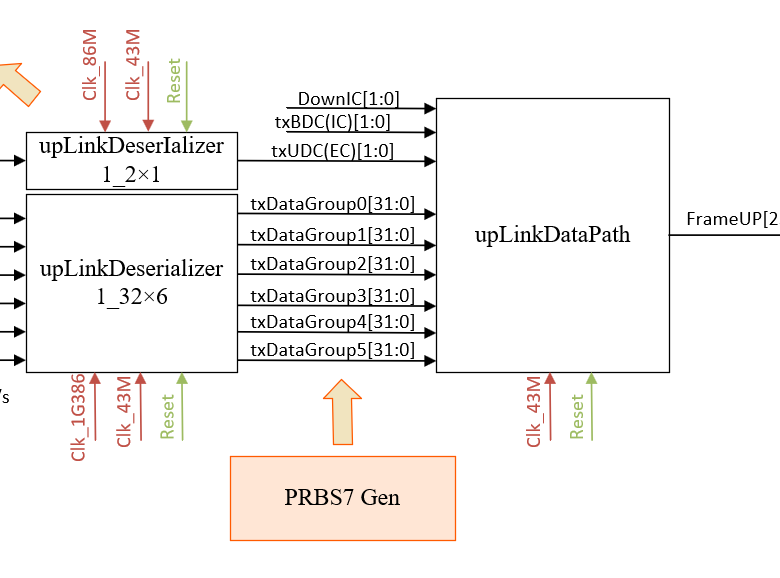 Clk_86M
Clk_43M
Reset
DownIC[1:0]
txBDC(IC)[1:0]
txUDC(EC)[1:0]
upLinkDeserIalizer
1_2×1
txDataGroup0[31:0]
txDataGroup1[31:0]
txDataGroup2[31:0]
txDataGroup3[31:0]
txDataGroup4[31:0]
txDataGroup5[31:0]
upLinkDeserializer
1_32×6
upLinkDataPath
FrameUP[2
/s
Clk_1G386
Clk_43M
Reset
Clk_43M
Reset
PRBS7 Gen